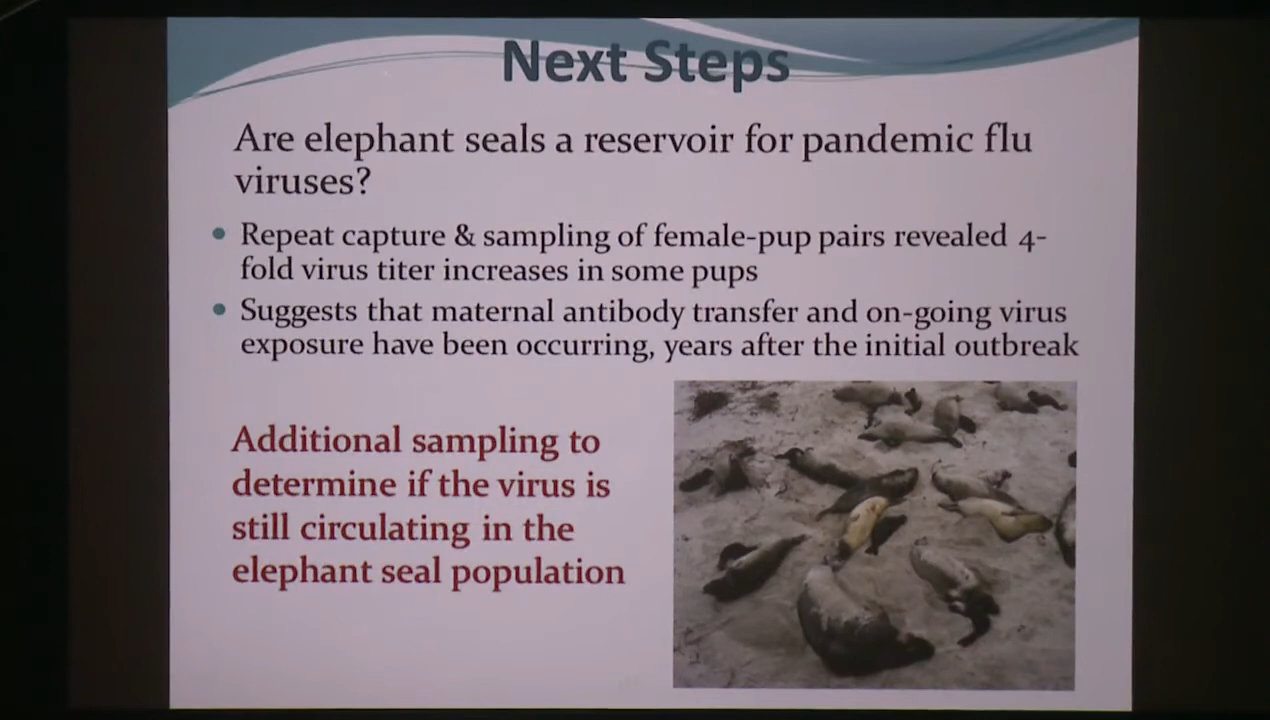 Next Steps
Are elephant seals a reservoir for pandemic flu
viruses?
• Repeat capture & sampling of female-pup pairs revealed 4-
fold virus titer increases in some pups
• Suggests that maternal antibody transfer and on-going virus
exposure have been occurring, years after the initial outbreak
Additional sampling to
determine if the virus is
still circulating in the
elephant seal population